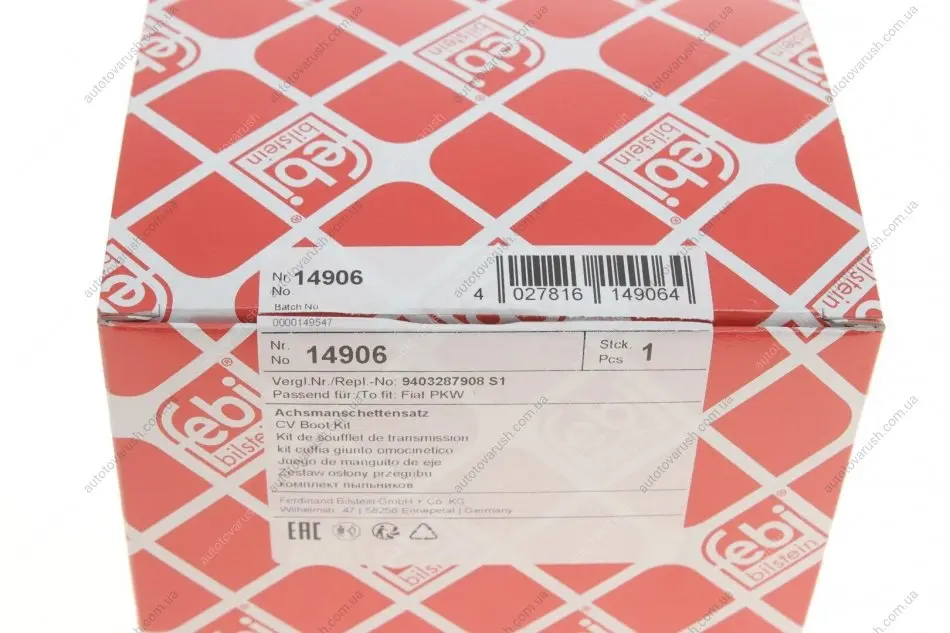 febi
bilstein
Nr.
No
14906
Batch No
0000149547
4 027816 149064
Nr.
No
14906
Stck.
Pcs
1
Vergl.Nr./Repl.-No: 9403287908 S1
Passend für:/To fit: Fiat PKW
Achsmanschettensatz
CV Boot Kit
Kit de soufflet de transmission
kit cuffia giunto omocinetico
Juego de manguito de eje
Zestaw osłony przegubu
комплект пыльников
Ferdinand Bilstein GmbH + Co. KG
Wilhelmstr. 47 | 58256 Ennepetal | Germany
EAC
febi
bilstein
autotovarush.com.ua